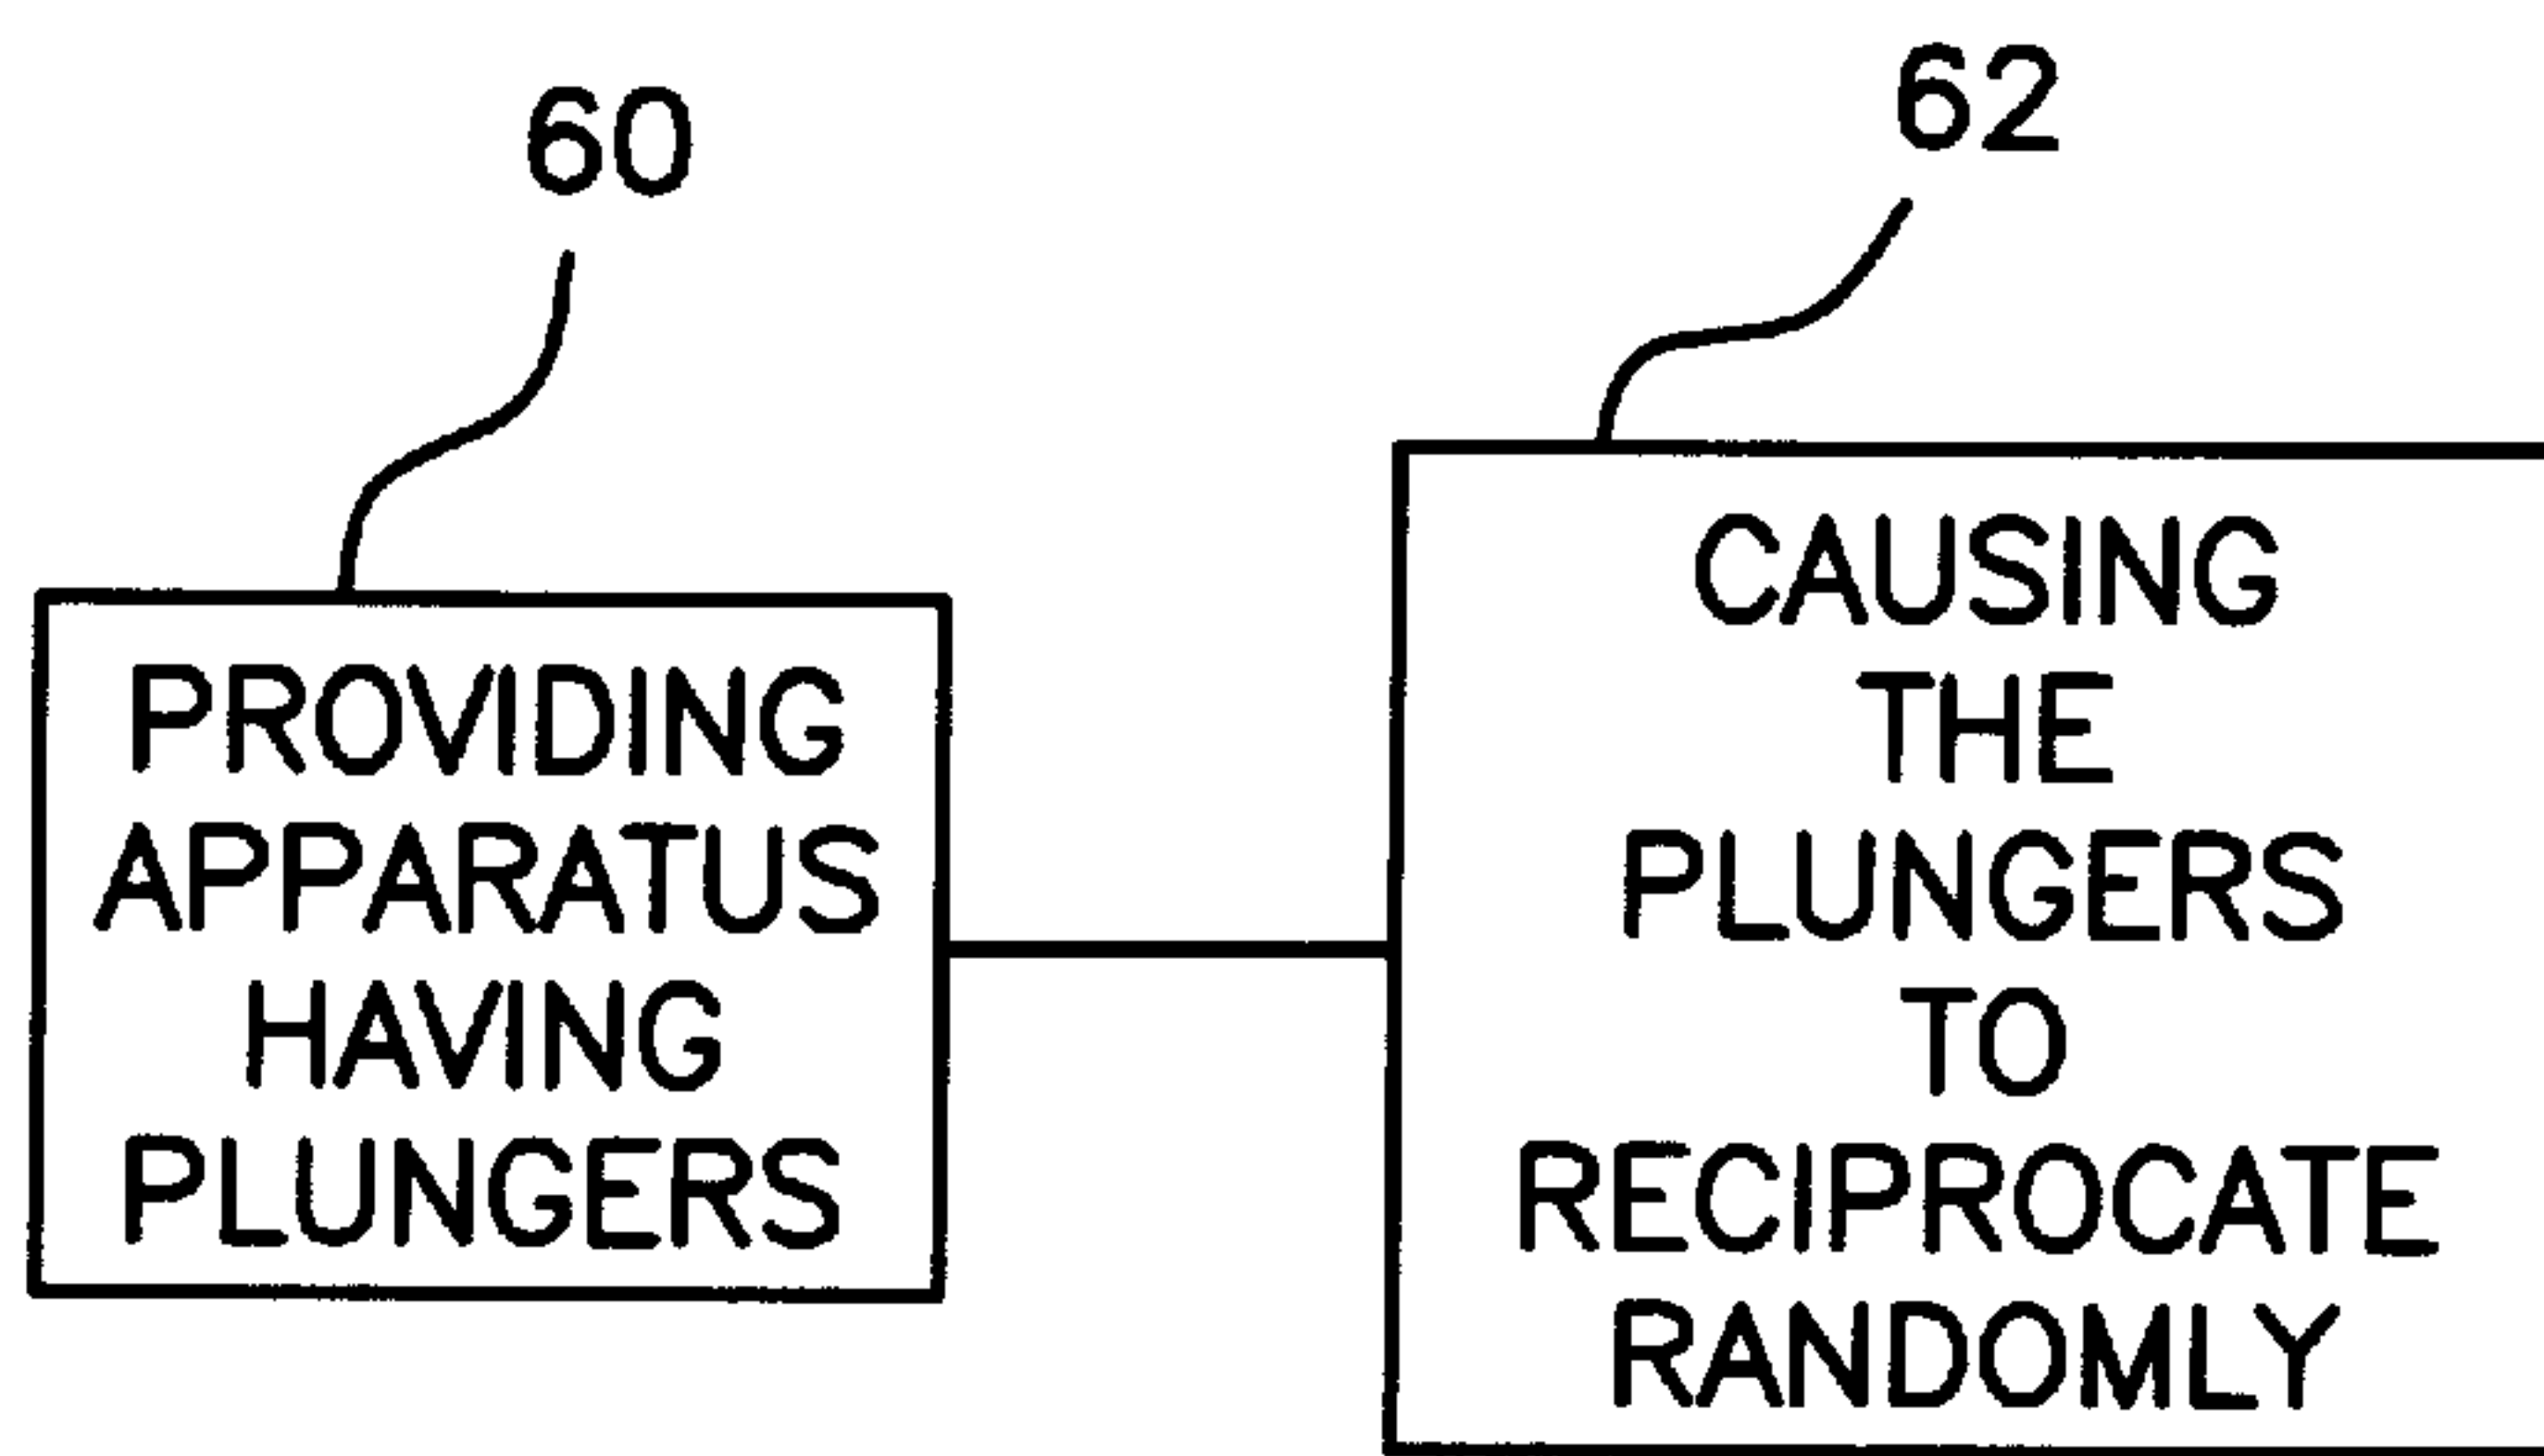 60
PROVIDING
APPARATUS
HAVING
PLUNGERS
62
CAUSING
THE
PLUNGERS
TO
RECIPROCATE
RANDOMLY